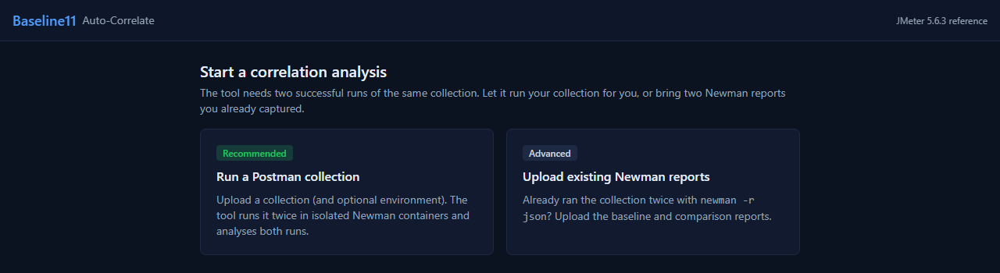 Baseline11 Auto-Correlate
JMeter 5.6.3 reference
Start a correlation analysis
The tool needs two successful runs of the same collection. Let it run your collection for you, or bring two Newman reports
you already captured.
Recommended
Run a Postman collection
Upload a collection (and optional environment). The
tool runs it twice in isolated Newman containers and
analyses both runs.
Advanced
Upload existing Newman reports
Already ran the collection twice with newman -r
json? Upload the baseline and comparison reports.